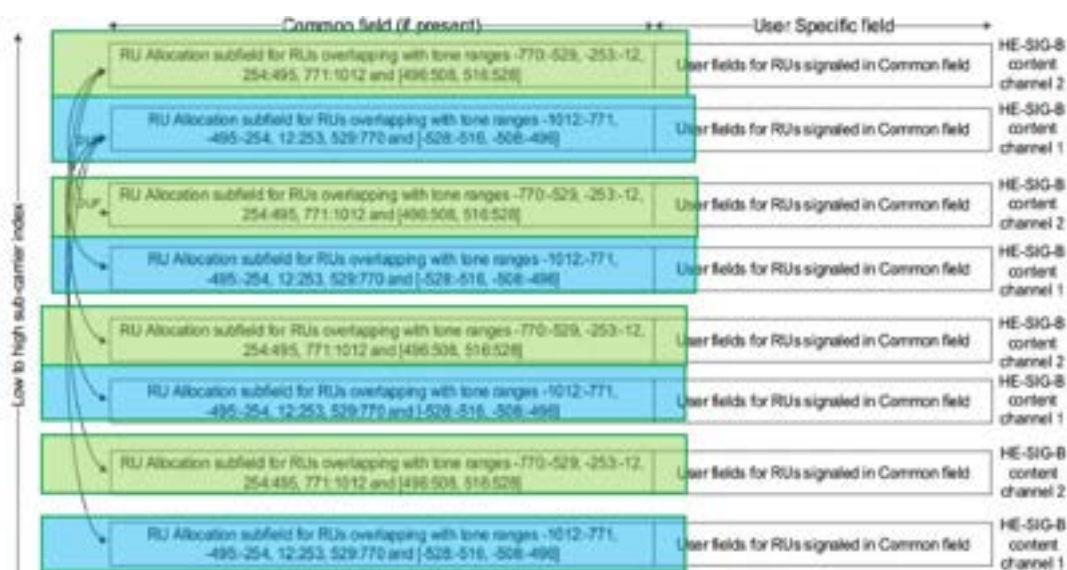 Common field (if present)
User Specific field
RU Allocation subfield for RUs overlapping with tone ranges -770:-529, -253:-12,
254:495, 771:1012 and [496:508, 516:528]
User fields for RUs signaled in Common field
HE-SIG-B
content
channel 2
RU Allocation subfield for RUs overlapping with tone ranges -1012:-771,
-495:-254, 12:253, 529:770 and [-528:-516, -508:-496]
User fields for RUs signaled in Common field
HE-SIG-B
content
channel 1
RU Allocation subfield for RUs overlapping with tone ranges -770:-529, -253:-12,
254:495, 771:1012 and [496:508, 516:528]
User fields for RUs signaled in Common field
HE-SIG-B
content
channel 2
RU Allocation subfield for RUs overlapping with tone ranges -1012:-771,
-495:-254, 12:253, 529:770 and [-528:-516, -508:-496]
User fields for RUs signaled in Common field
HE-SIG-B
content
channel 1
RU Allocation subfield for RUs overlapping with tone ranges -770:-529, -253:-12,
254:495, 771:1012 and [496:508, 516:528]
User fields for RUs signaled in Common field
HE-SIG-B
content
channel 2
RU Allocation subfield for RUs overlapping with tone ranges -1012:-771,
-495:-254, 12:253, 529:770 and [-528:-516, -508:-496]
User fields for RUs signaled in Common field
HE-SIG-B
content
channel 1
RU Allocation subfield for RUs overlapping with tone ranges -770:-529, -253:-12,
254:495, 771:1012 and [496:508, 516:528]
User fields for RUs signaled in Common field
HE-SIG-B
content
channel 2
RU Allocation subfield for RUs overlapping with tone ranges -1012:-771,
-495:-254, 12:253, 529:770 and [-528:-516, -508:-496]
User fields for RUs signaled in Common field
HE-SIG-B
content
channel 1
Low to high sub-carrier index